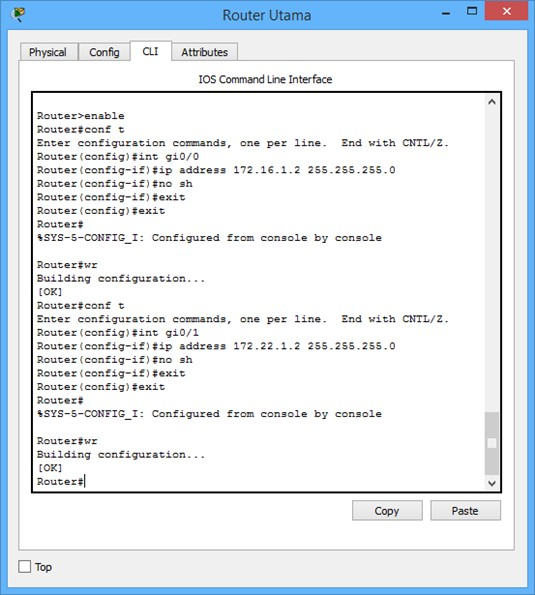 Router Utama
Physical Config CLI Attributes
IOS Command Line Interface
Router>enable
Router#conf t
Enter configuration commands, one per line.  End with CNTL/Z.
Router(config)#int gi0/0
Router(config-if)#ip address 172.16.1.2 255.255.255.0
Router(config-if)#no sh
Router(config-if)#exit
Router(config)#exit
Router#
%SYS-5-CONFIG_I: Configured from console by console
Router#wr
Building configuration...
[OK]
Router#conf t
Enter configuration commands, one per line.  End with CNTL/Z.
Router(config)#int gi0/1
Router(config-if)#ip address 172.22.1.2 255.255.255.0
Router(config-if)#no sh
Router(config-if)#exit
Router(config)#exit
Router#
%SYS-5-CONFIG_I: Configured from console by console
Router#wr
Building configuration...
[OK]
Router#
Copy Paste
Top